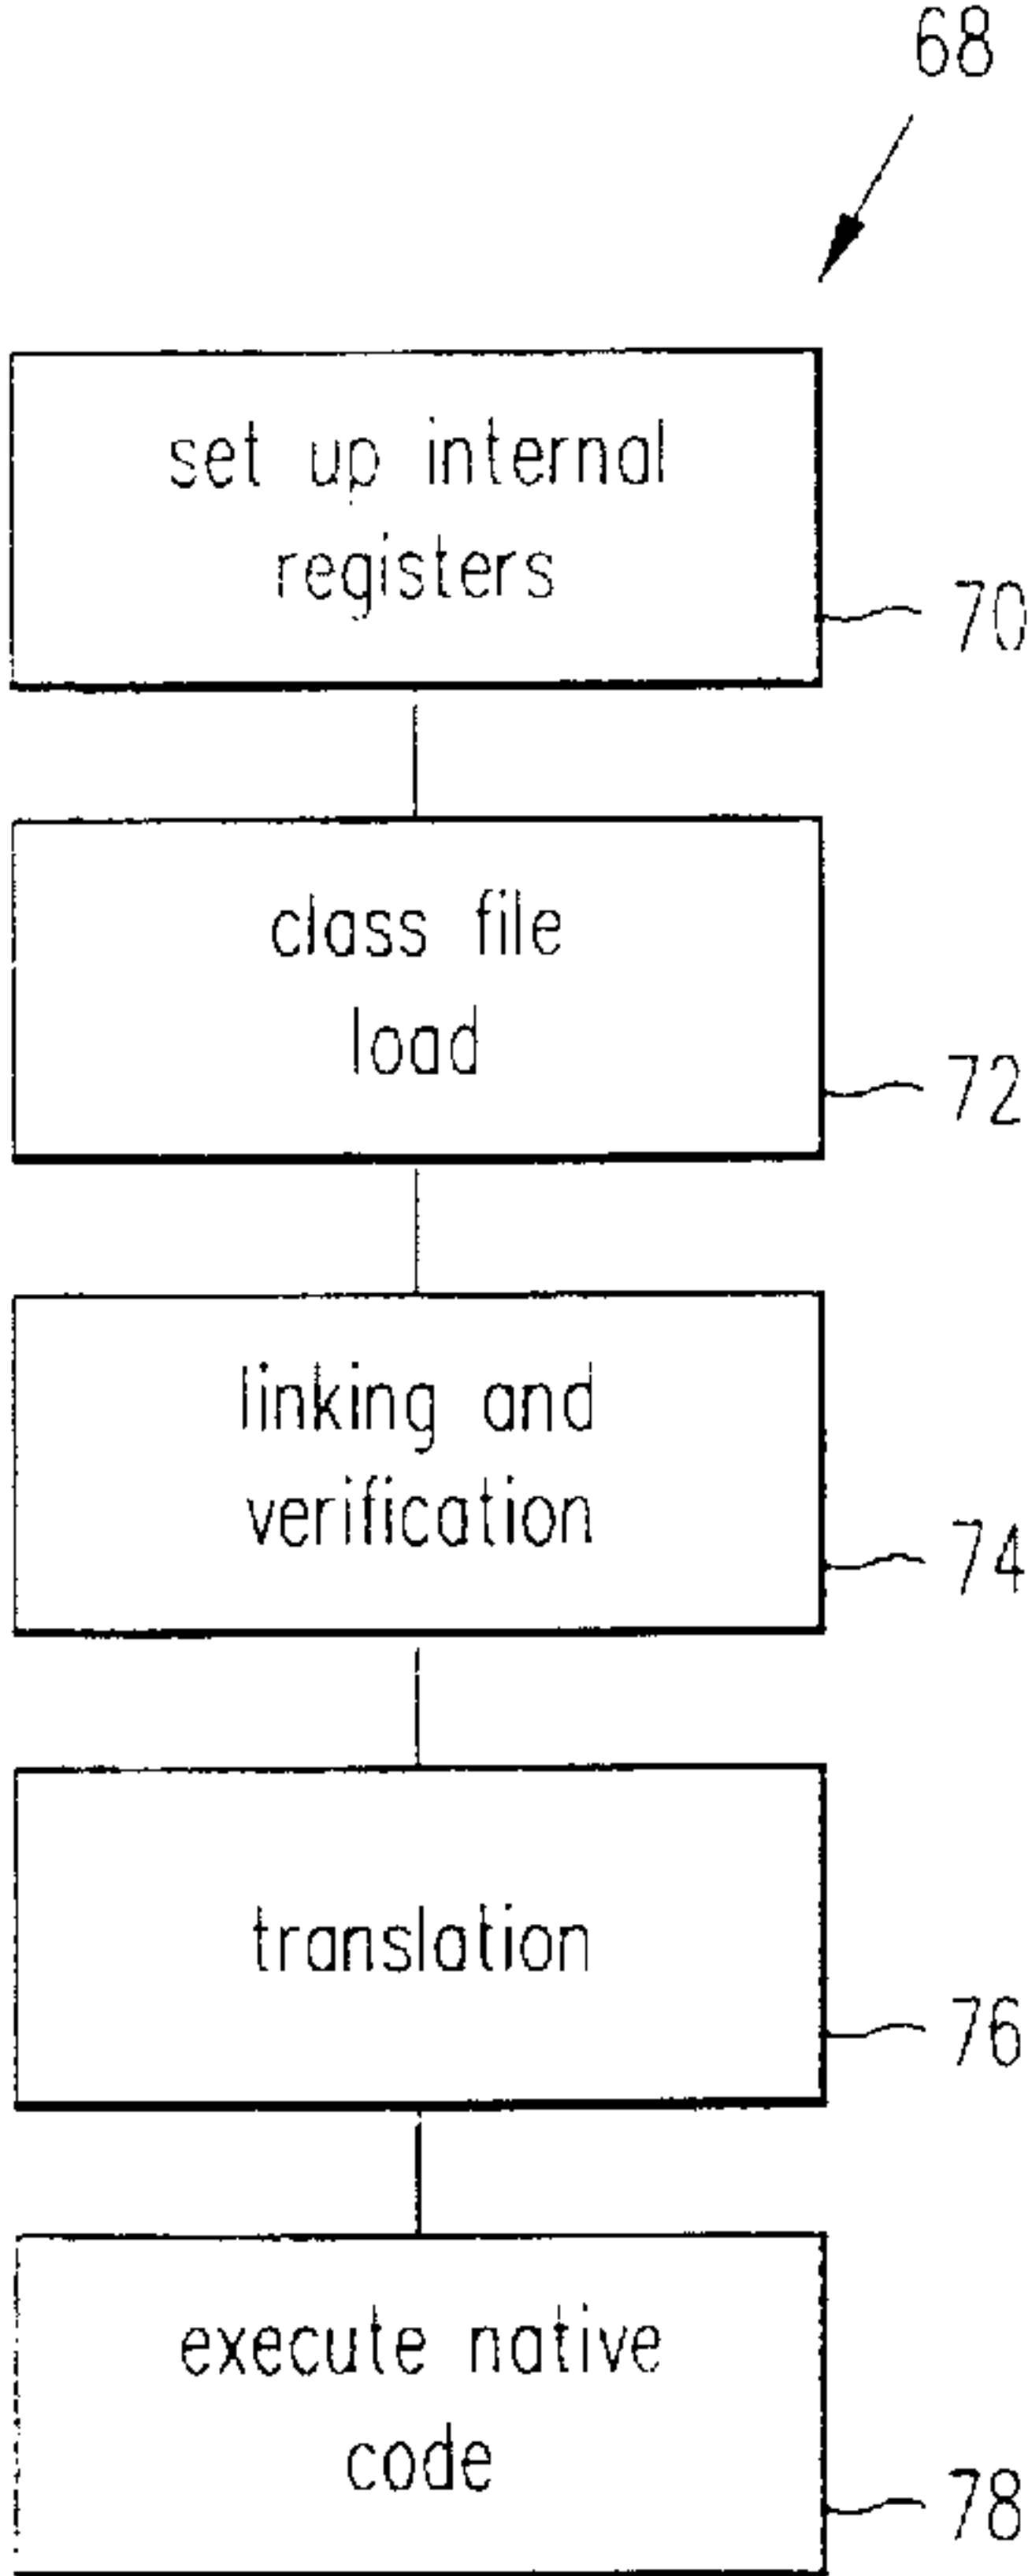 68
set up internal
registers
70
class file
load
72
linking and
verification
74
translation
76
execute native
code
78